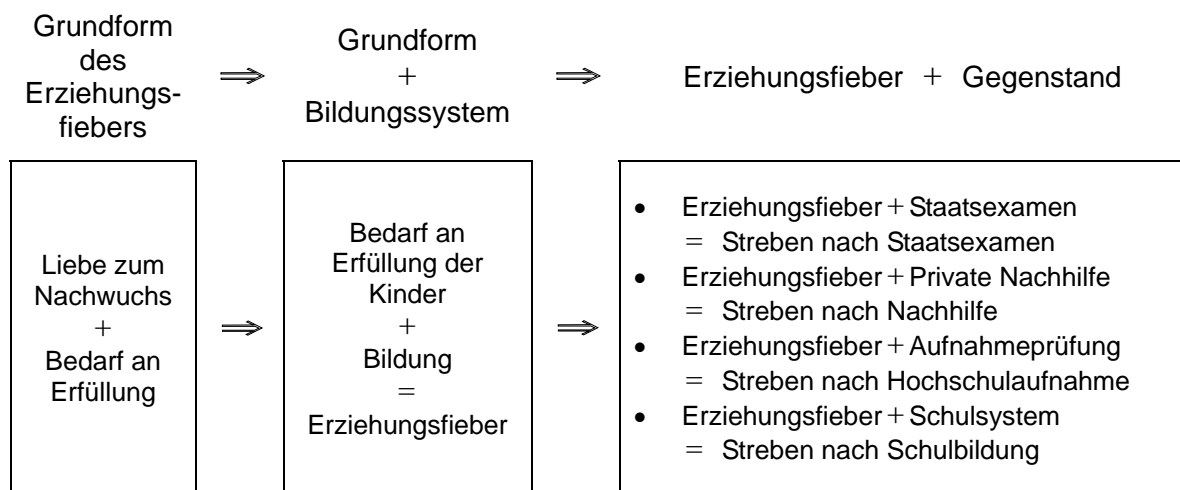 Grundform
des
Erziehungs-
fiebers
⇒
Grundform
+
Bildungssystem
⇒
Erziehungsfieber + Gegenstand
Liebe zum
Nachwuchs
+
Bedarf an
Erfüllung
⇒
Bedarf an
Erfüllung der
Kinder
+
Bildung
=
Erziehungsfieber
⇒
• Erziehungsfieber + Staatsexamen
= Streben nach Staatsexamen
• Erziehungsfieber + Private Nachhilfe
= Streben nach Nachhilfe
• Erziehungsfieber + Aufnahmeprüfung
= Streben nach Hochschulaufnahme
• Erziehungsfieber + Schulsystem
= Streben nach Schulbildung